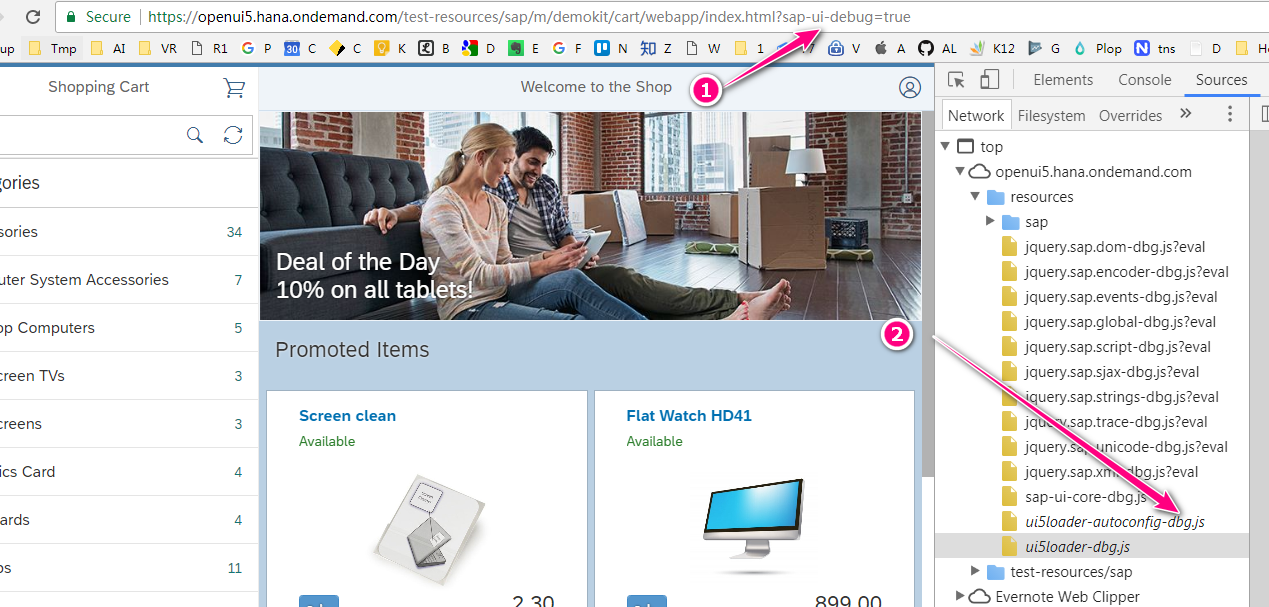 Secure https://openui5.hana.ondemand.com/test-resources/sap/m/demokit/cart/webapp/index.html?sap-ui-debug=true
up Tmp AI VR R1 P C K B D E F N Z W 1 V A AL K12 G Plop tns D
1
Shopping Cart
Welcome to the Shop
gories
sories 34
uter System Accessories 7
op Computers 5
creen TVs 3
creens 3
ics Card 4
ards 4
os 11
Deal of the Day
10% on all tablets!
2
Promoted Items
Screen clean
Available
2.30
Flat Watch HD41
Available
899.00
Elements Console Sources
Network Filesystem Overrides »
top
openui5.hana.ondemand.com
resources
sap
jquery.sap.dom-dbg.js?eval
jquery.sap.encoder-dbg.js?eval
jquery.sap.events-dbg.js?eval
jquery.sap.global-dbg.js?eval
jquery.sap.script-dbg.js?eval
jquery.sap.sjax-dbg.js?eval
jquery.sap.strings-dbg.js?eval
jquery.sap.trace-dbg.js?eval
jquery.sap.unicode-dbg.js?eval
jquery.sap.xml-dbg.js?eval
sap-ui-core-dbg.js
ui5loader-autoconfig-dbg.js
ui5loader-dbg.js
test-resources/sap
Evernote Web Clipper